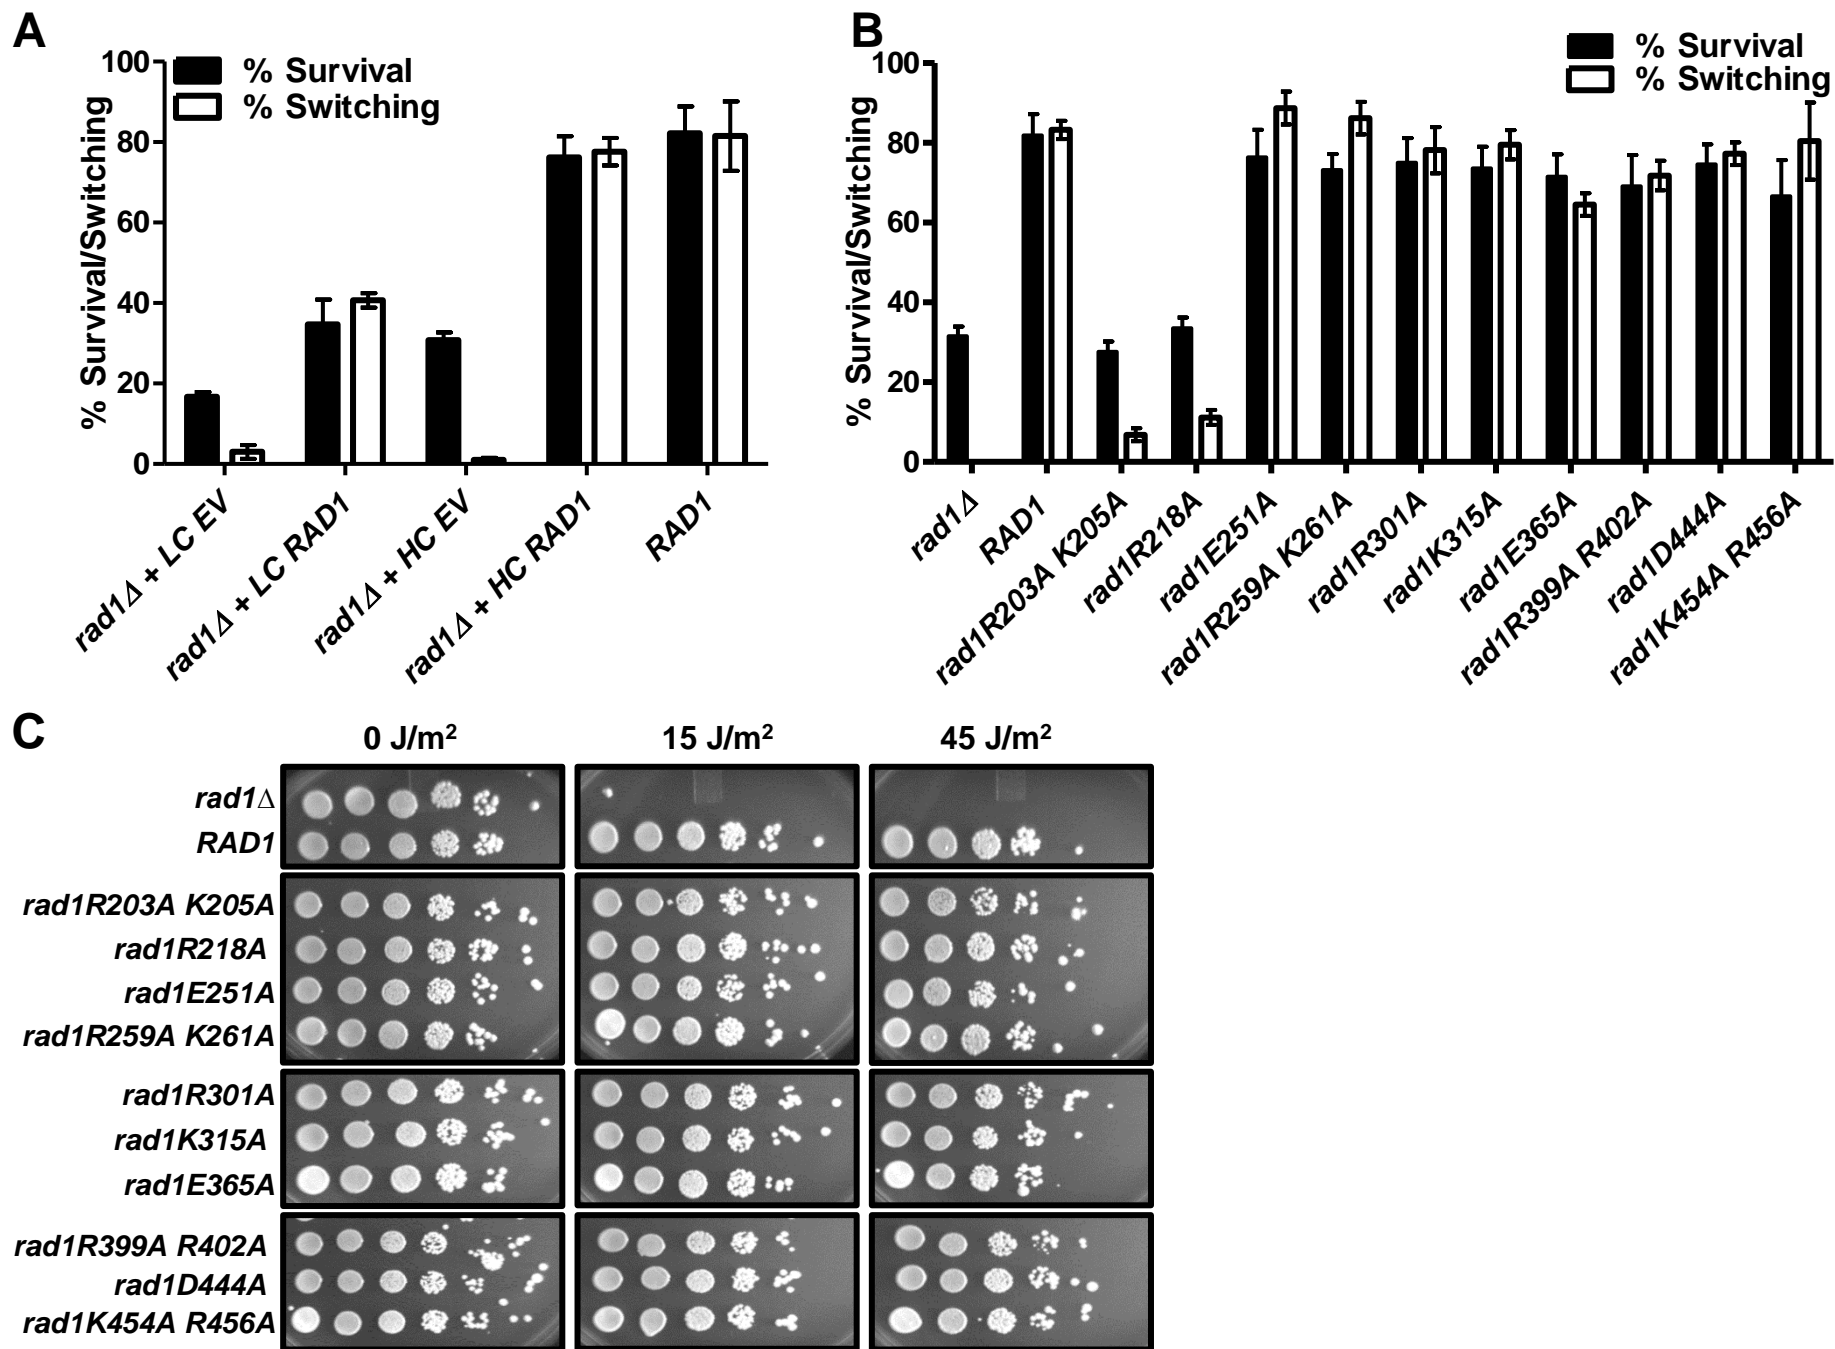 A
100
80
60
40
20
0
% Survival/Switching
% Survival
% Switching
rad1Δ + LC EV
rad1Δ + LC RAD1
rad1Δ + HC EV
rad1Δ + HC RAD1
RAD1
B
100
80
60
40
20
0
% Survival/Switching
% Survival
% Switching
rad1Δ
RAD1
rad1R203A K205A
rad1R218A
rad1E251A
rad1R259A K261A
rad1R301A
rad1K315A
rad1E365A
rad1R399A R402A
rad1D444A
rad1K454A R456A
C
0 J/m² 15 J/m² 45 J/m²
rad1Δ
RAD1
rad1R203A K205A
rad1R218A
rad1E251A
rad1R259A K261A
rad1R301A
rad1K315A
rad1E365A
rad1R399A R402A
rad1D444A
rad1K454A R456A